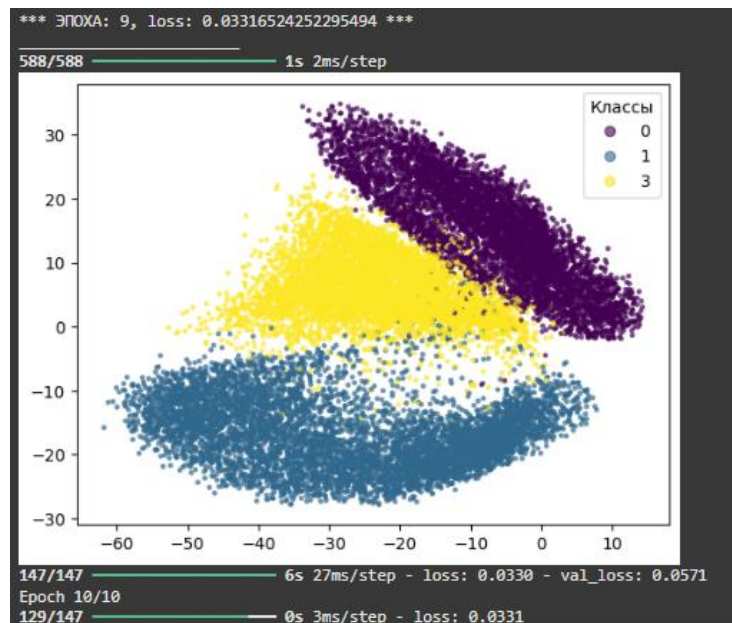 *** ЭПОХА: 9, loss: 0.03316524252295494 ***
588/588 ━━━━━━━━━━━━━━━━━━━━ 1s 2ms/step
Классы
0
1
3
30
20
10
0
−10
−20
−30
−60 −50 −40 −30 −20 −10 0 10
147/147 ━━━━━━━━━━━━━━━━━━━━ 6s 27ms/step - loss: 0.0330 - val_loss: 0.0571
Epoch 10/10
129/147 ━━━━━━━━━━━━━━━━━━━━ 0s 3ms/step - loss: 0.0331